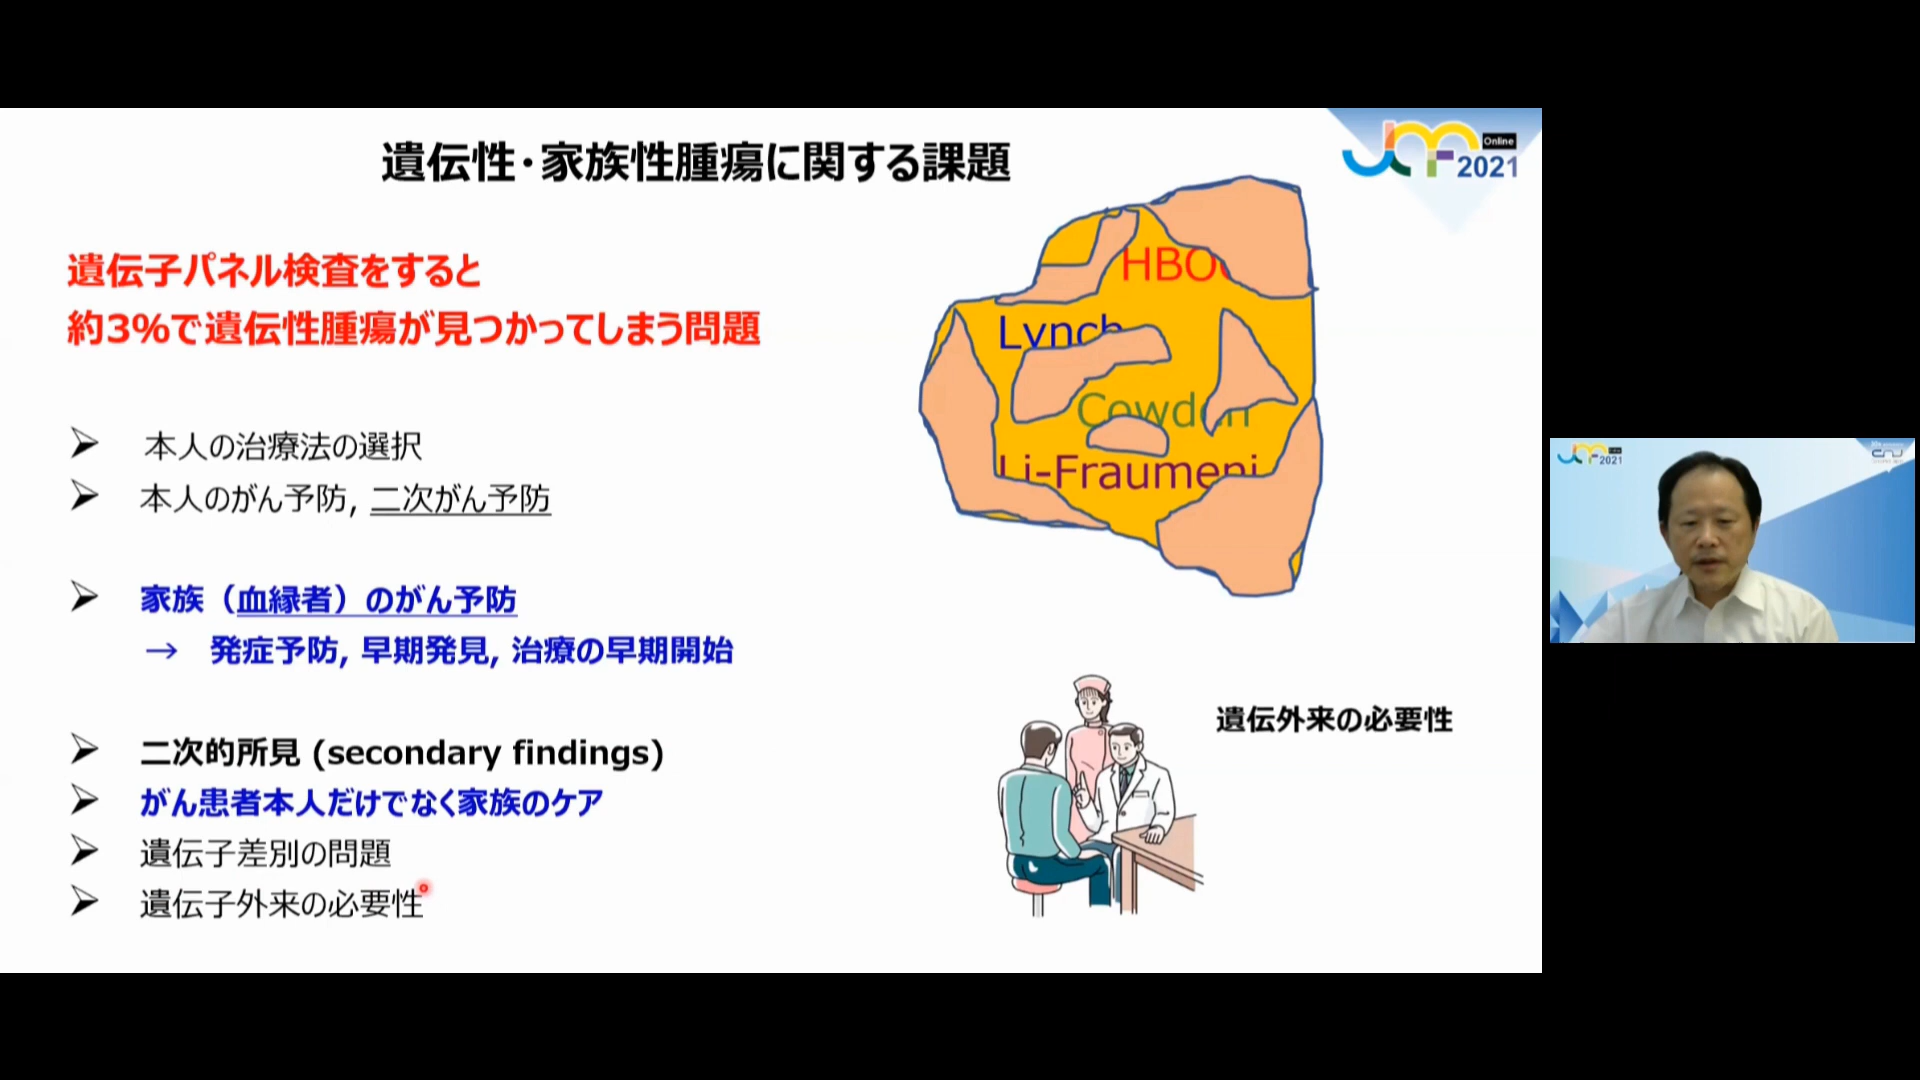 遺伝性・家族性腫瘍に関する課題
Online
2021
遺伝子パネル検査をすると
約3%で遺伝性腫瘍が見つかってしまう問題
➢ 本人の治療法の選択
➢ 本人のがん予防, 二次がん予防
➢ 家族（血縁者）のがん予防
→ 発症予防, 早期発見, 治療の早期開始
➢ 二次的所見 (secondary findings)
➢ がん患者本人だけでなく家族のケア
➢ 遺伝子差別の問題
➢ 遺伝子外来の必要性
HBO
Lynch
Cowden
Li-Fraumeni
遺伝外来の必要性
2021